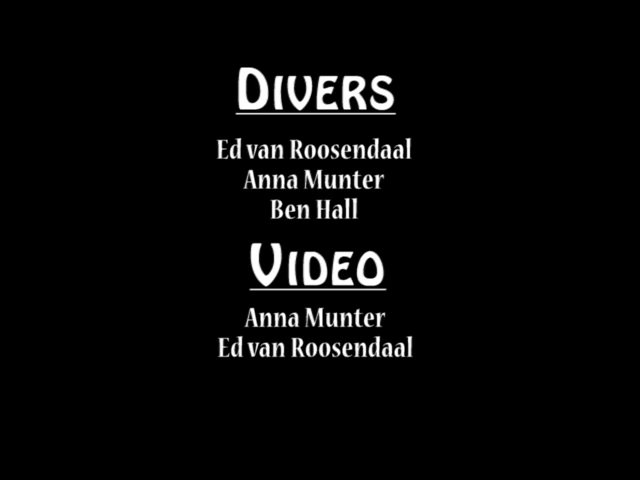 DIVERS
Ed van Roosendaal
Anna Munter
Ben Hall
VIDEO
Anna Munter
Ed van Roosendaal